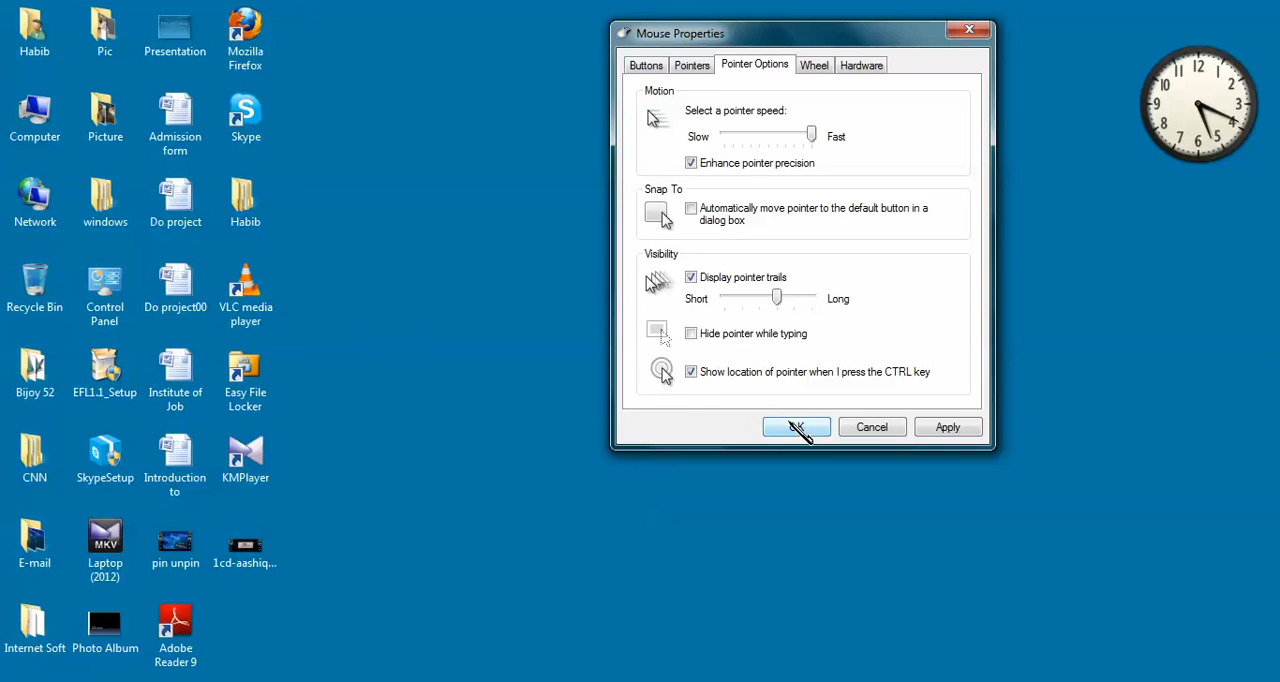 Habib
Pic
Presentation
Mozilla
Firefox
Computer
Picture
Admission
form
Skype
Network
windows
Do project
Habib
Recycle Bin
Control
Panel
Do project00
VLC media
player
Bijoy 52
EFL1.1_Setup
Institute of
Job
Easy File
Locker
CNN
SkypeSetup
Introduction
to
KMPlayer
E-mail
MKV
Laptop
(2012)
pin unpin
1cd-aashiq...
Internet Soft
Photo Album
Adobe
Reader 9
Mouse Properties
Buttons
Pointers
Pointer Options
Wheel
Hardware
Motion
Select a pointer speed:
Slow
Fast
Enhance pointer precision
Snap To
Automatically move pointer to the default button in a
dialog box
Visibility
Display pointer trails
Short
Long
Hide pointer while typing
Show location of pointer when I press the CTRL key
OK
Cancel
Apply
12
1
2
3
4
5
6
7
8
9
10
11